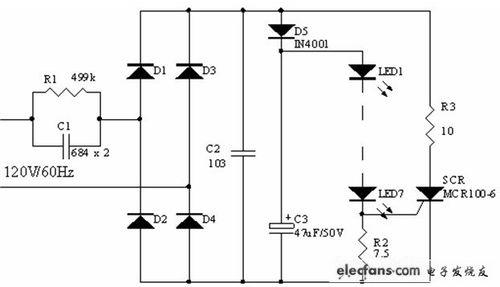 R1 499k
C1
684 x 2
120V/60Hz
D1
D3
D2
D4
C2
103
D5
IN4001
LED1
LED7
C3
47uF/50V
R2
7.5
R3
10
SCR
MCR100-6
elecfans.com 电子发烧友